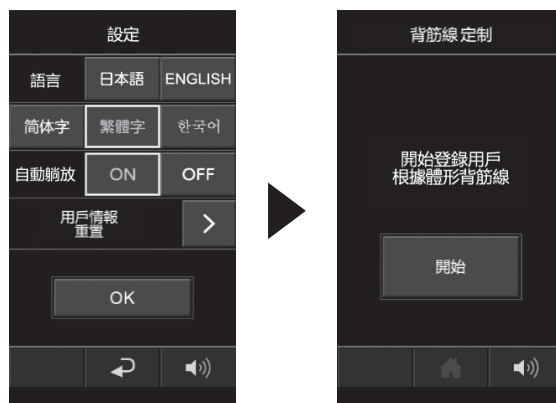 設定
語言 日本語 ENGLISH
简体字 繁體字 한국어
自動躺放 ON OFF
用戶情報
重置
OK
背筋線 定制
開始登錄用戶
根據體形背筋線
開始